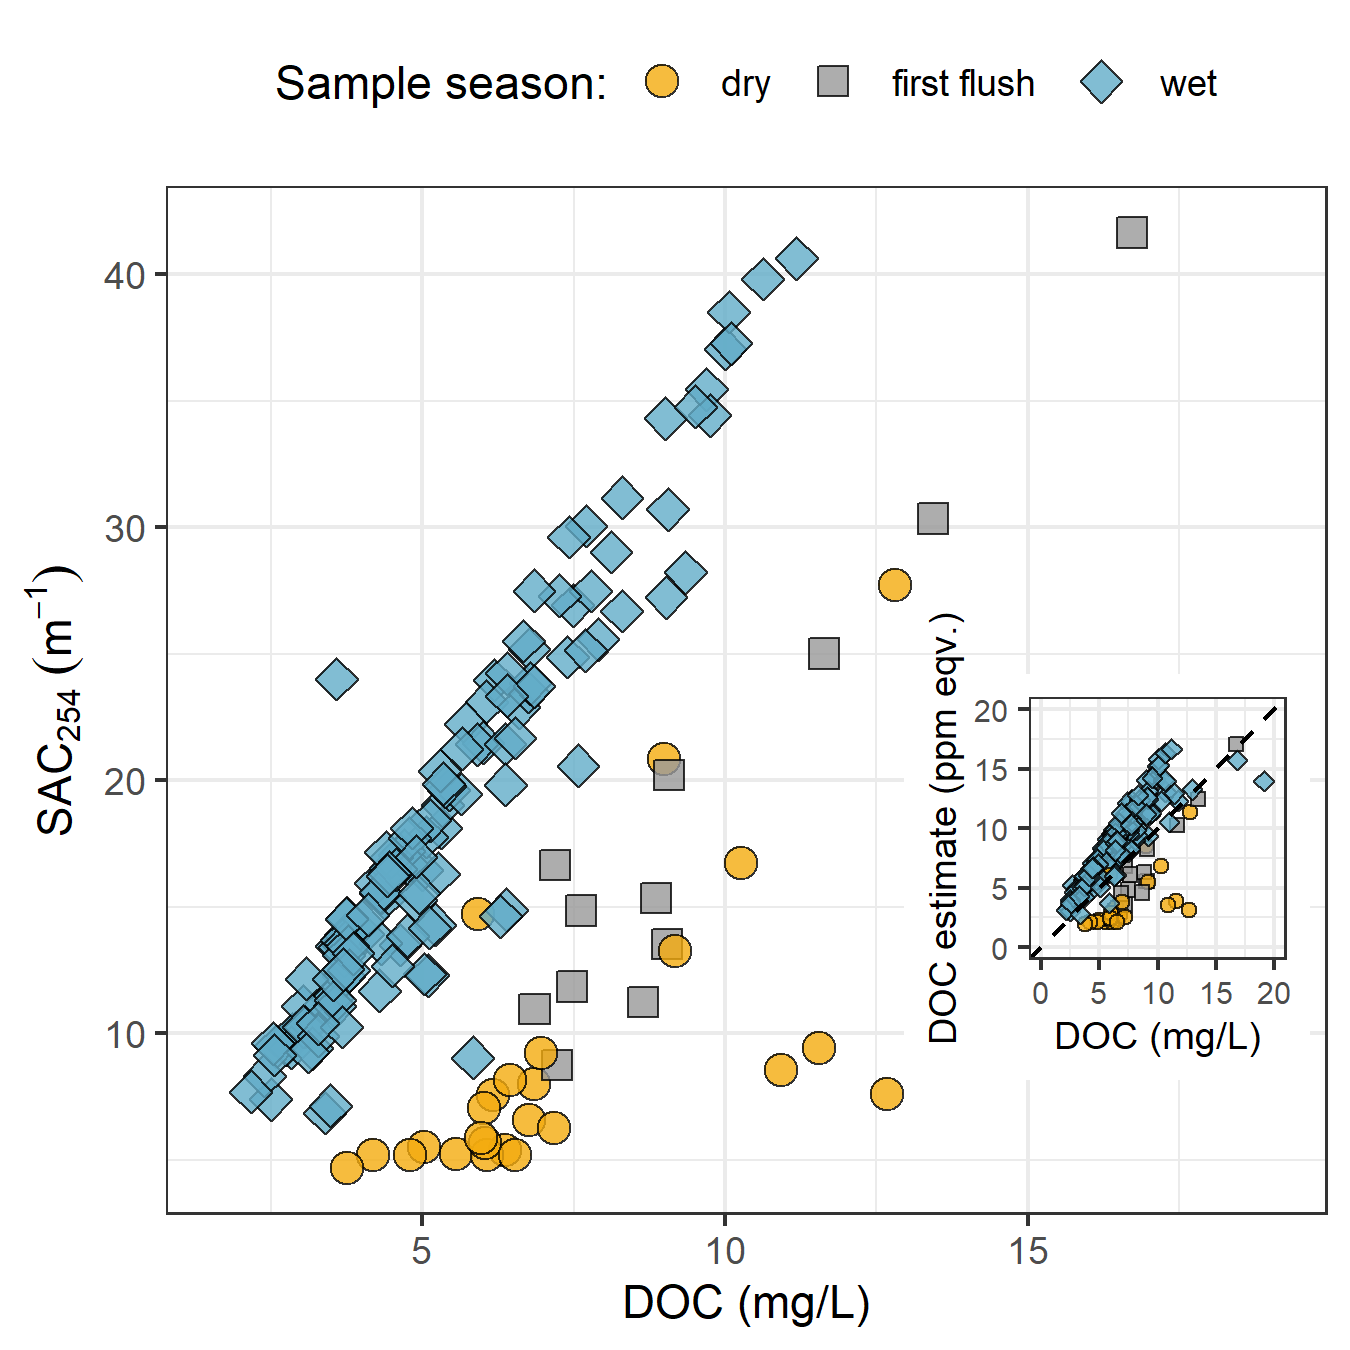 Sample season: dry first flush wet
40
30
20
10
SAC₂₅₄ (m⁻¹)
5 10 15
DOC (mg/L)
DOC estimate (ppm eqv.)
20
15
10
5
0
0 5 10 15 20
DOC (mg/L)